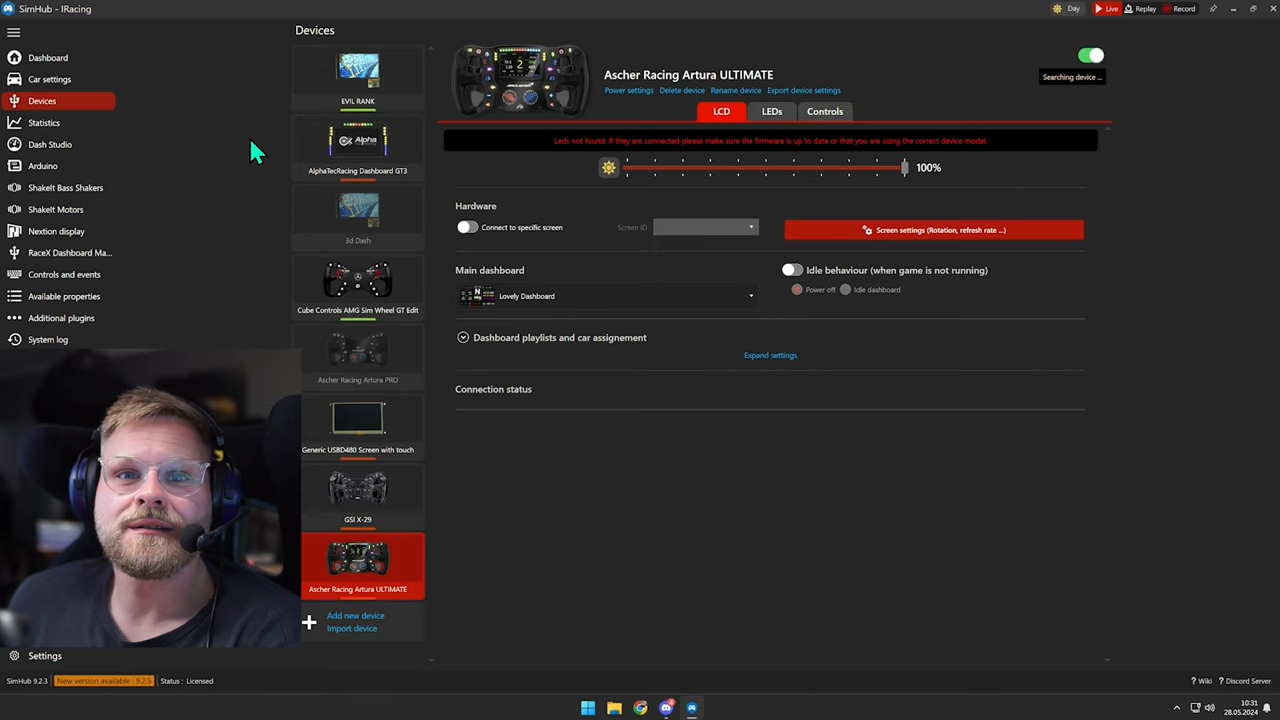 SimHub - IRacing
Day
Live
Replay
Record
Dashboard
Car settings
Devices
Statistics
Dash Studio
Arduino
ShakeIt Bass Shakers
ShakeIt Motors
Nextion display
RaceX Dashboard Ma...
Controls and events
Available properties
Additional plugins
System log
Settings
Devices
EVIL RANK
Alpha
AlphaTecRacing Dashboard GT3
3d Dash
Cube Controls AMG Sim Wheel GT Edit
Ascher Racing Artura PRO
Generic USBD480 Screen with touch
GSI X-29
Ascher Racing Artura ULTIMATE
Add new device
Import device
Ascher Racing Artura ULTIMATE
Power settings Delete device Rename device Export device settings
Searching device ...
LCD LEDs Controls
Leds not found. If they are connected please make sure the firmware is up to date or that you are using the correct device model.
100%
Hardware
Connect to specific screen
Screen ID :
Screen settings (Rotation, refresh rate ...)
Main dashboard
Idle behaviour (when game is not running)
Power off Idle dashboard
Lovely Dashboard
Dashboard playlists and car assignement
Expand settings
Connection status
SimHub 9.2.3 New version available : 9.2.5 Status : Licensed
? Wiki ? Discord Server
10:31
28.05.2024